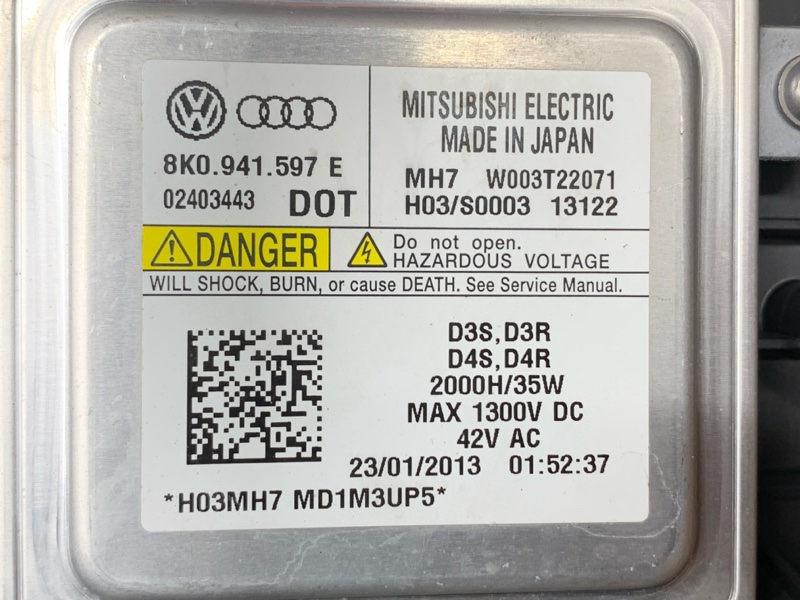 8K0.941.597 E
02403443 DOT
MITSUBISHI ELECTRIC
MADE IN JAPAN
MH7 W003T22071
H03/S0003 13122
DANGER
Do not open.
HAZARDOUS VOLTAGE
WILL SHOCK, BURN, or cause DEATH. See Service Manual.
D3S,D3R
D4S,D4R
2000H/35W
MAX 1300V DC
42V AC
23/01/2013 01:52:37
*H03MH7 MD1M3UP5*